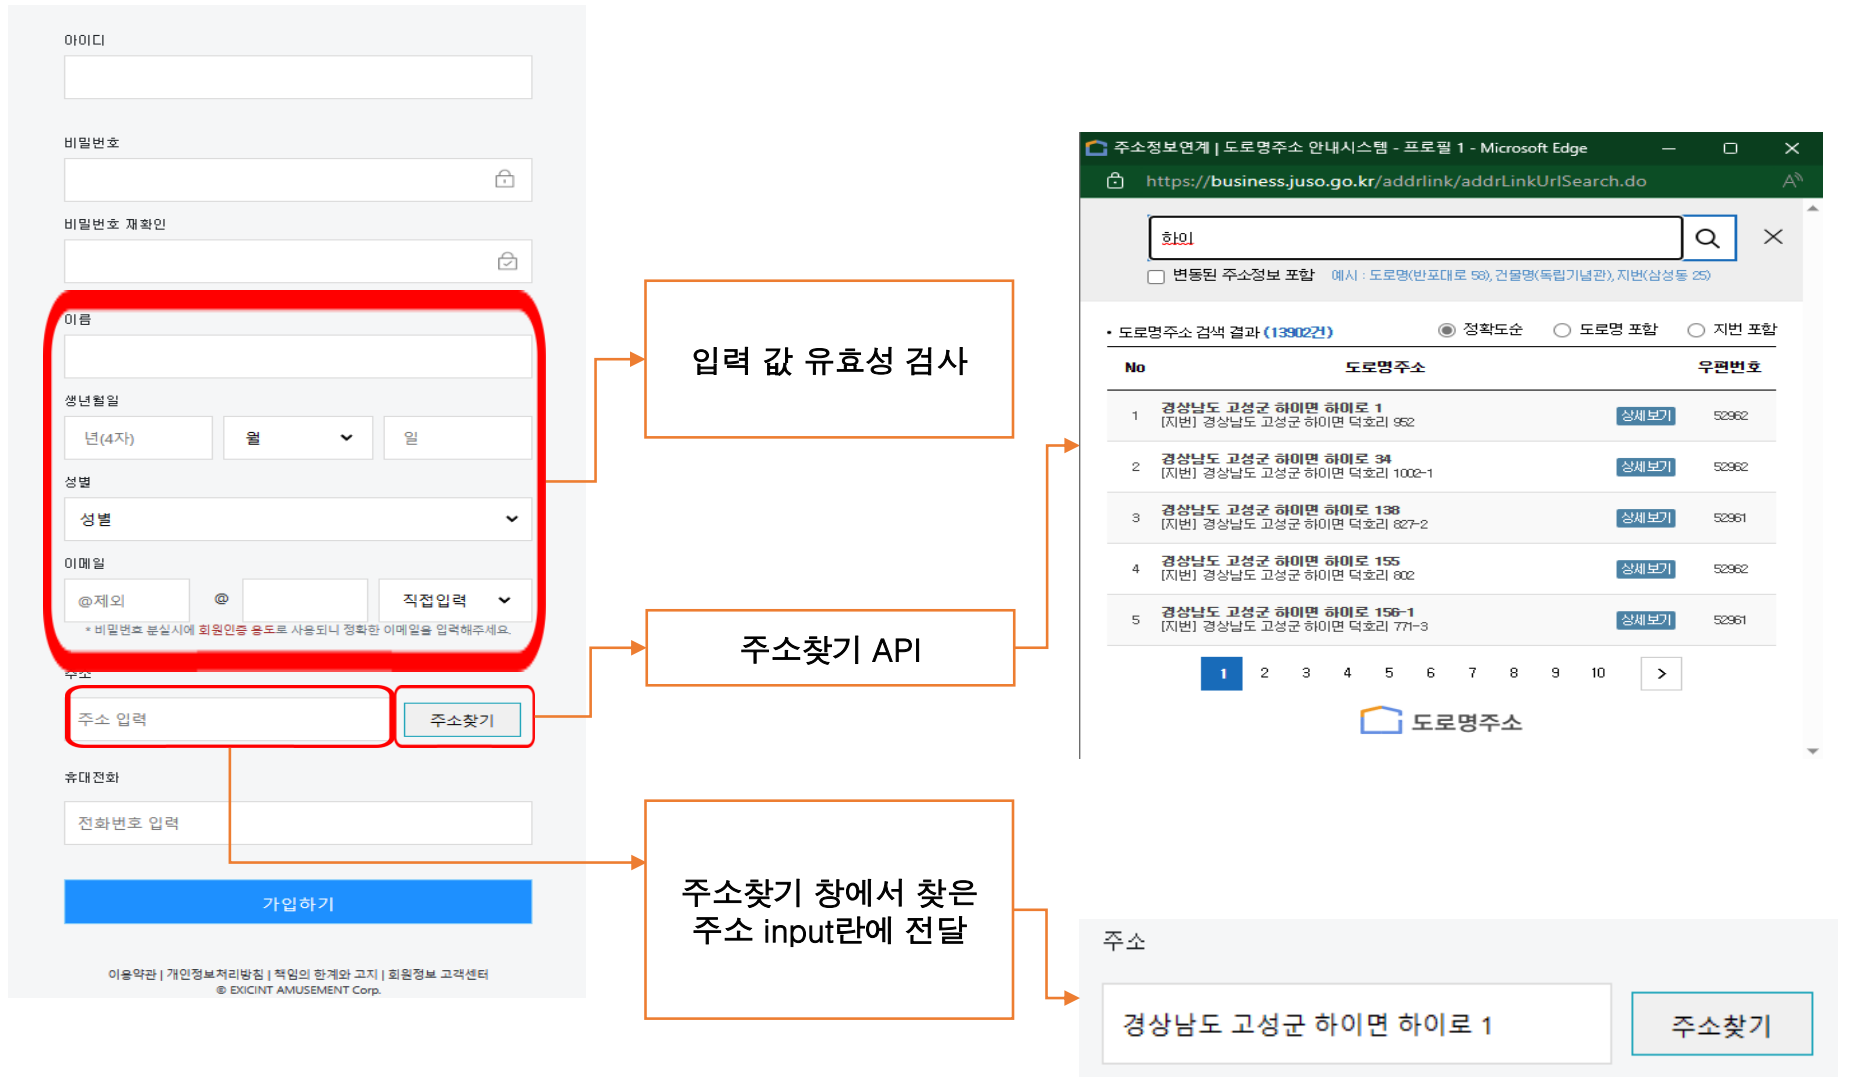 아이디
비밀번호
비밀번호 재확인
이름
생년월일
년(4자)
월
일
성별
성별
이메일
@제외
@
직접입력
* 비밀번호 분실시에 회원인증 용도로 사용되니 정확한 이메일을 입력해주세요.
주소
주소 입력
주소찾기
휴대전화
전화번호 입력
가입하기
이용약관 | 개인정보처리방침 | 책임의 한계와 고지 | 회원정보 고객센터
© EXICINT AMUSEMENT Corp.
입력 값 유효성 검사
주소찾기 API
주소찾기 창에서 찾은
주소 input란에 전달
주소정보연계 | 도로명주소 안내시스템 - 프로필 1 - Microsoft Edge
https://business.juso.go.kr/addrlink/addrLinkUrlSearch.do
하이
변동된 주소정보 포함 예시 : 도로명(반포대로 58), 건물명(독립기념관), 지번(삼성동 25)
• 도로명주소 검색 결과 (13902건) 정확도순 도로명 포함 지번 포함
No 도로명주소 우편번호
1 경상남도 고성군 하이면 하이로 1 상세보기 52962
[지번] 경상남도 고성군 하이면 덕호리 952
2 경상남도 고성군 하이면 하이로 34 상세보기 52962
[지번] 경상남도 고성군 하이면 덕호리 1002-1
3 경상남도 고성군 하이면 하이로 138 상세보기 52961
[지번] 경상남도 고성군 하이면 덕호리 827-2
4 경상남도 고성군 하이면 하이로 155 상세보기 52962
[지번] 경상남도 고성군 하이면 덕호리 802
5 경상남도 고성군 하이면 하이로 156-1 상세보기 52961
[지번] 경상남도 고성군 하이면 덕호리 771-3
1 2 3 4 5 6 7 8 9 10 >
도로명주소
주소
경상남도 고성군 하이면 하이로 1
주소찾기